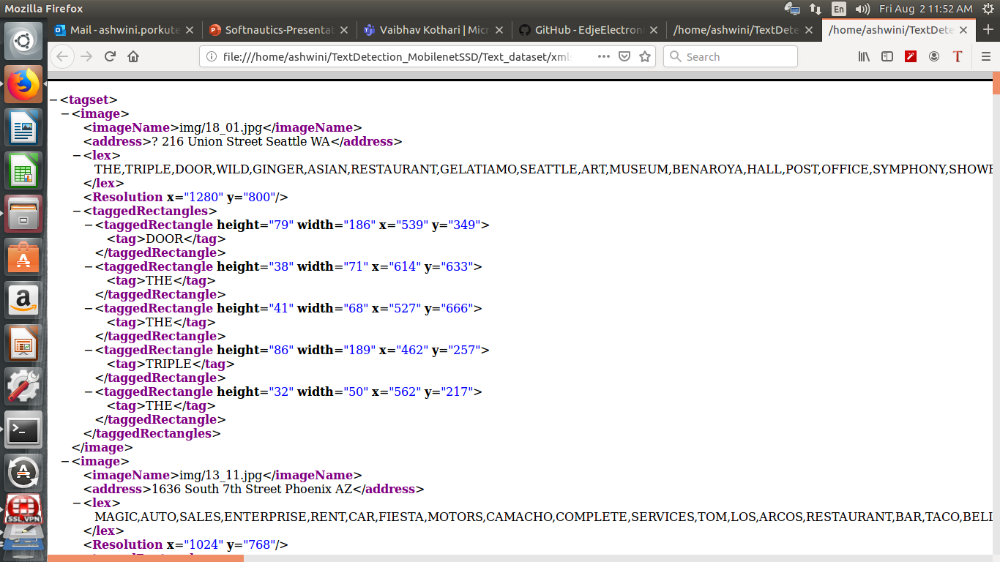 Mozilla Firefox
En
Fri Aug 2 11:52 AM
Mail - ashwini.porkute
Softnautics-Presentat
Vaibhav Kothari | Micr
GitHub - EdjeElectroni
/home/ashwini/TextDete
/home/ashwini/TextDete
file:///home/ashwini/TextDetection_MobilenetSSD/Text_dataset/xml
Search
− <tagset>
− <image>
<imageName>img/18_01.jpg</imageName>
<address>? 216 Union Street Seattle WA</address>
− <lex>
THE,TRIPLE,DOOR,WILD,GINGER,ASIAN,RESTAURANT,GELATIAMO,SEATTLE,ART,MUSEUM,BENAROYA,HALL,POST,OFFICE,SYMPHONY,SHOWE
</lex>
<Resolution x="1280" y="800"/>
− <taggedRectangles>
− <taggedRectangle height="79" width="186" x="539" y="349">
<tag>DOOR</tag>
</taggedRectangle>
− <taggedRectangle height="38" width="71" x="614" y="633">
<tag>THE</tag>
</taggedRectangle>
− <taggedRectangle height="41" width="68" x="527" y="666">
<tag>THE</tag>
</taggedRectangle>
− <taggedRectangle height="86" width="189" x="462" y="257">
<tag>TRIPLE</tag>
</taggedRectangle>
− <taggedRectangle height="32" width="50" x="562" y="217">
<tag>THE</tag>
</taggedRectangle>
</taggedRectangles>
</image>
− <image>
<imageName>img/13_11.jpg</imageName>
<address>1636 South 7th Street Phoenix AZ</address>
− <lex>
MAGIC,AUTO,SALES,ENTERPRISE,RENT,CAR,FIESTA,MOTORS,CAMACHO,COMPLETE,SERVICES,TOM,LOS,ARCOS,RESTAURANT,BAR,TACO,BELL
</lex>
<Resolution x="1024" y="768"/>
SSL VPN